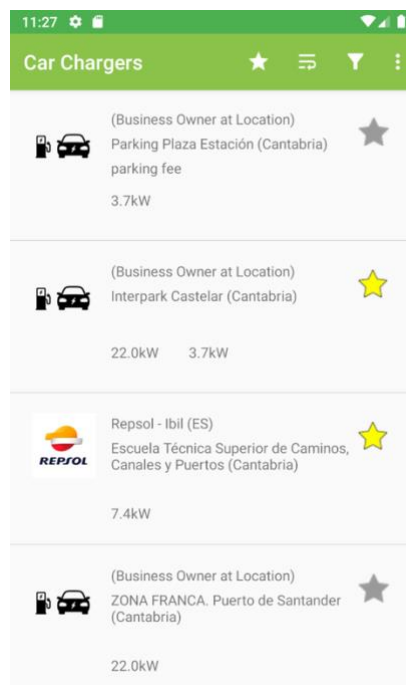 11:27
Car Chargers
(Business Owner at Location)
Parking Plaza Estación (Cantabria)
parking fee
3.7kW
(Business Owner at Location)
Interpark Castelar (Cantabria)
22.0kW 3.7kW
Repsol - Ibil (ES)
REPSOL
Escuela Técnica Superior de Caminos,
Canales y Puertos (Cantabria)
7.4kW
(Business Owner at Location)
ZONA FRANCA. Puerto de Santander
(Cantabria)
22.0kW